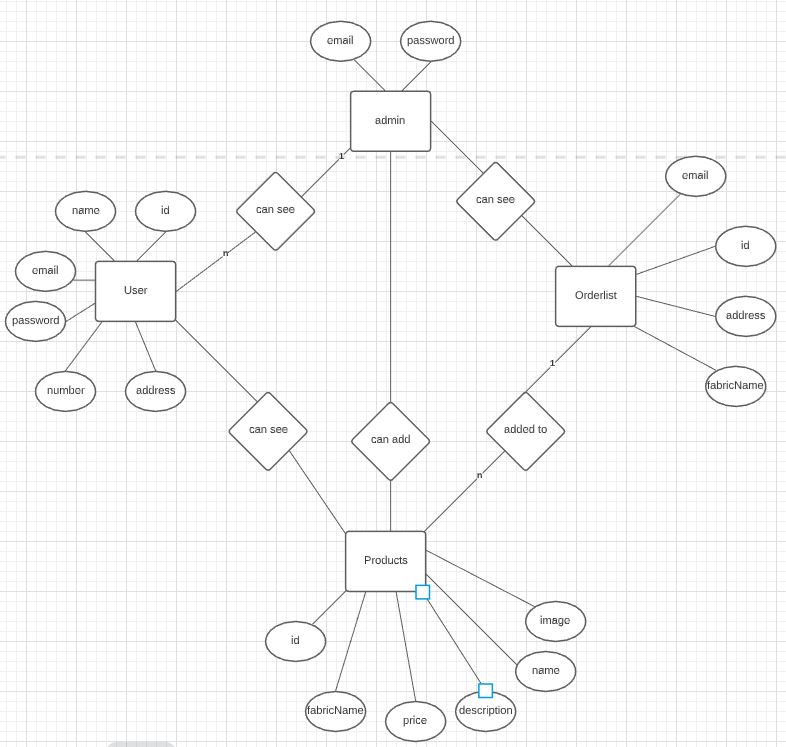 email
password
admin
1
can see
can see
email
name
id
id
n
email
User
Orderlist
password
address
1
number
address
fabricName
can see
can add
added to
n
Products
image
id
name
fabricName
price
description